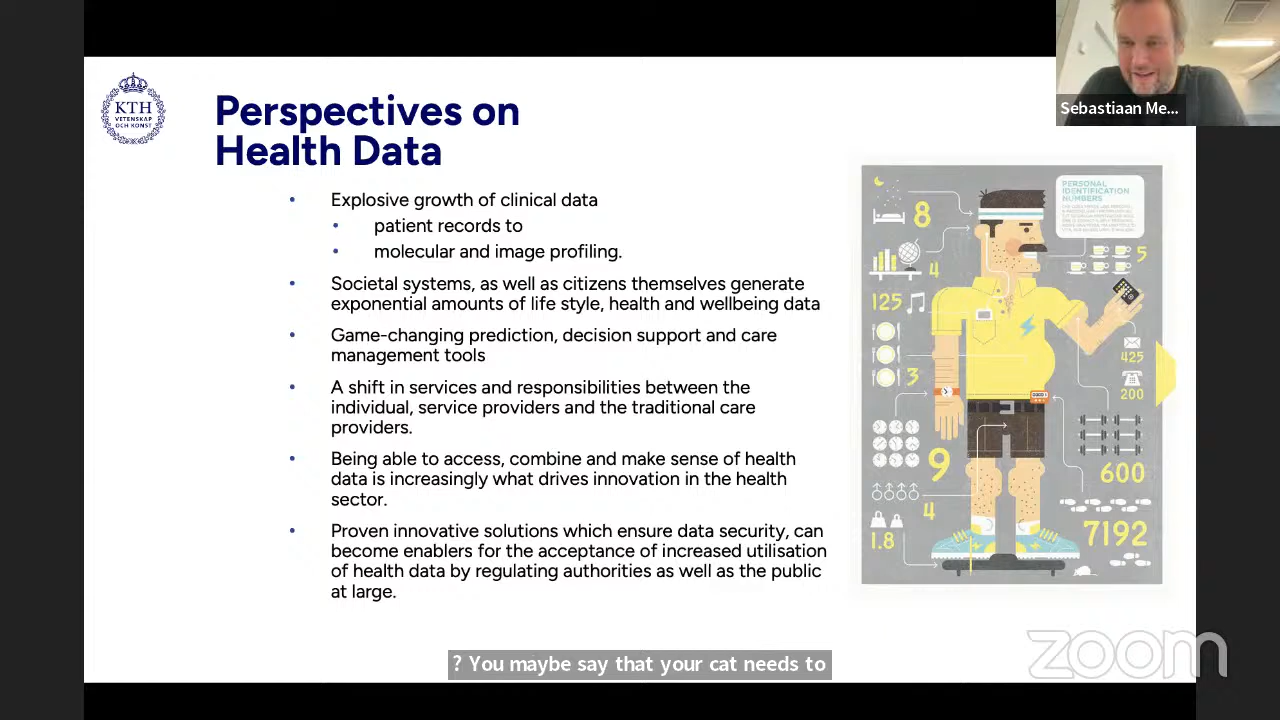 Sebastiaan Me...
KTH
VETENSKAP
OCH KONST
Perspectives on
Health Data
• Explosive growth of clinical data
• patient records to
• molecular and image profiling.
• Societal systems, as well as citizens themselves generate
exponential amounts of life style, health and wellbeing data
• Game-changing prediction, decision support and care
management tools
• A shift in services and responsibilities between the
individual, service providers and the traditional care
providers.
• Being able to access, combine and make sense of health
data is increasingly what drives innovation in the health
sector.
• Proven innovative solutions which ensure data security, can
become enablers for the acceptance of increased utilisation
of health data by regulating authorities as well as the public
at large.
PERSONAL
IDENTIFICATION
NUMBERS
8
5
4
125
425
3
200
9
600
4
7192
1.8
? You maybe say that your cat needs to
zoom